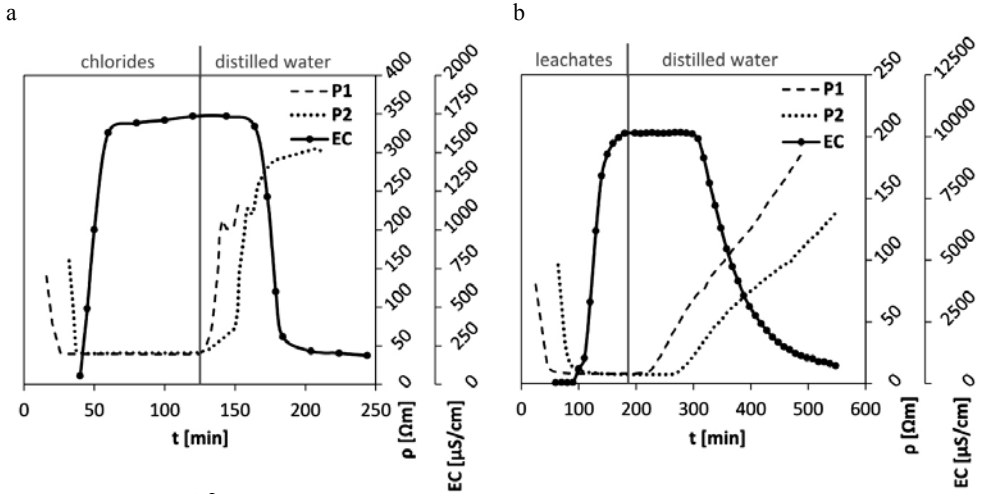 a
chlorides
distilled water
P1
P2
EC
0
50
100
150
200
250
t [min]
0
50
100
150
200
250
300
350
400
ρ [Ωm]
0
250
500
750
1000
1250
1500
1750
2000
EC [µS/cm]
b
leachates
distilled water
P1
P2
EC
0
100
200
300
400
500
600
t [min]
0
50
100
150
200
250
ρ [Ωm]
0
2500
5000
7500
10000
12500
EC [µS/cm]